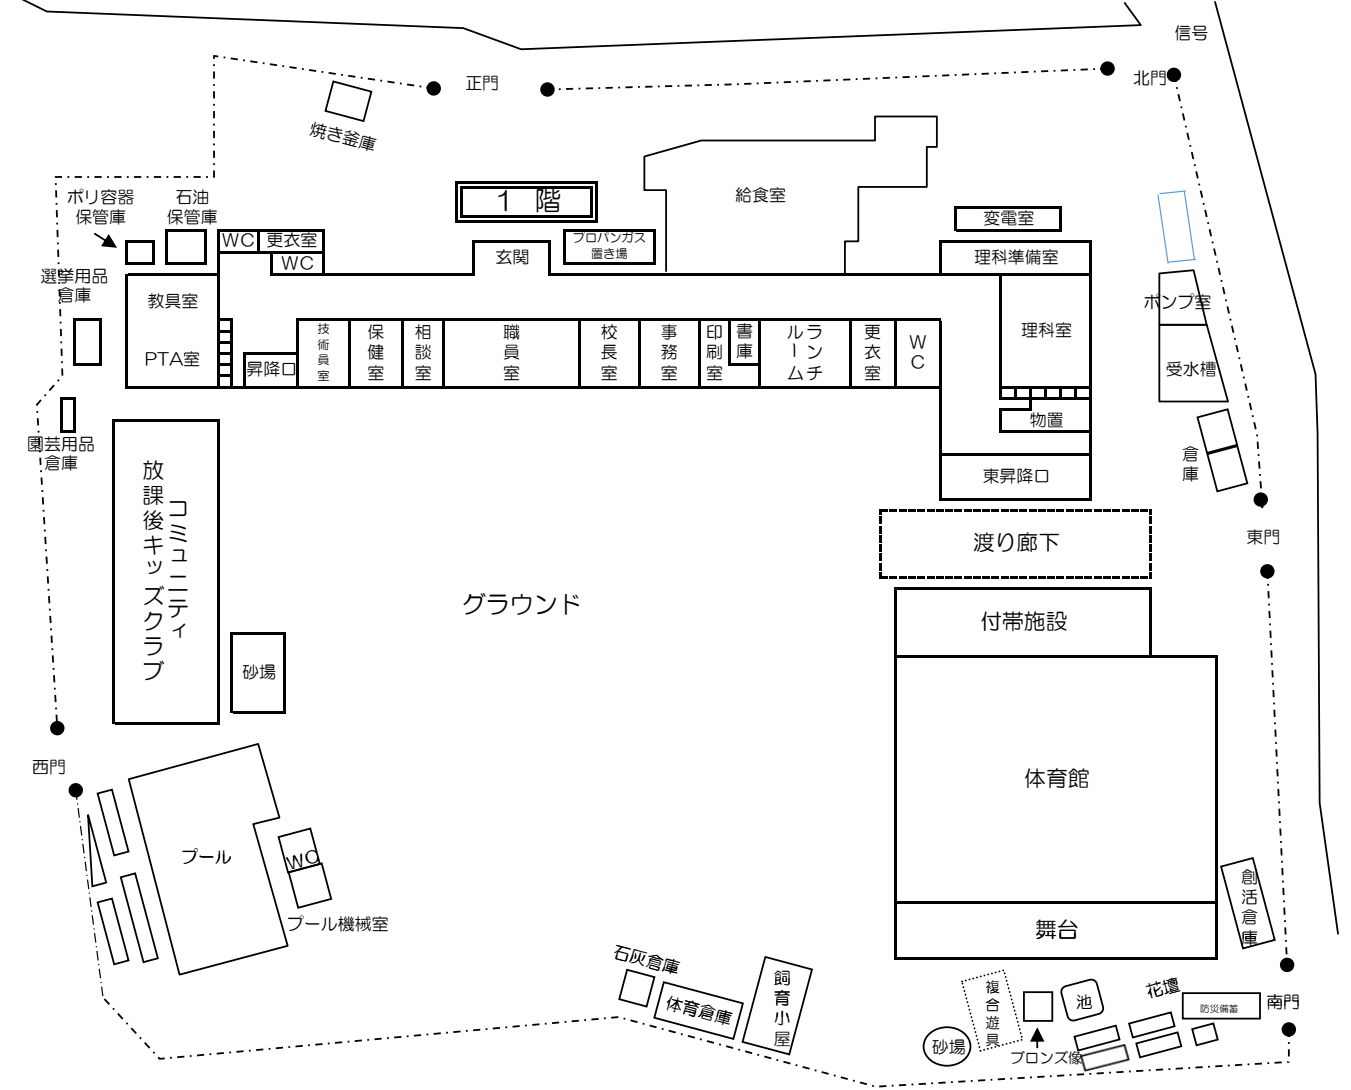 信号
正門
北門
焼き釜庫
ポリ容器
保管庫
石油
保管庫
１ 階
給食室
変電室
WC
更衣室
WC
玄関
プロパンガス
置き場
理科準備室
選挙用品
倉庫
教具室
PTA室
昇降口
技術員室
保健室
相談室
職員室
校長室
事務室
印刷室
書庫
ランチ
ルーム
更衣室
WC
理科室
物置
ポンプ室
受水槽
倉庫
園芸用品
倉庫
東昇降口
東門
渡り廊下
コミュニティ
放課後キッズクラブ
グラウンド
付帯施設
砂場
西門
体育館
プール
WC
プール機械室
創活倉庫
舞台
石灰倉庫
体育倉庫
飼育小屋
複合遊具
池
花壇
防災備蓄
南門
砂場
ブロンズ像